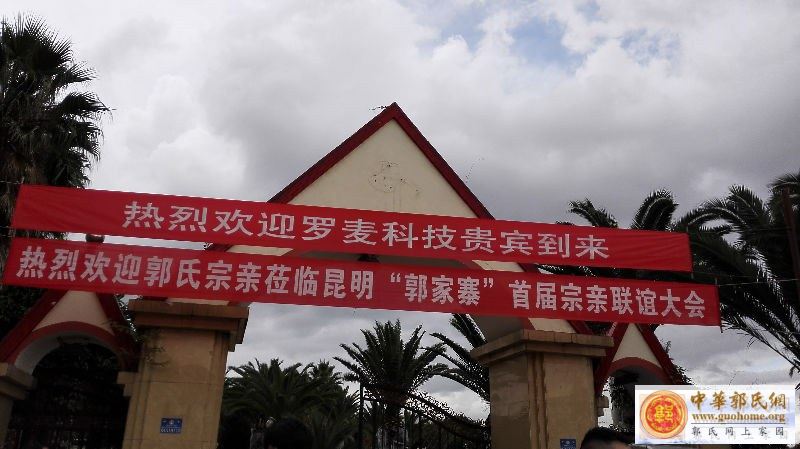 热烈欢迎罗麦科技贵宾到来
热烈欢迎郭氏宗亲莅临昆明“郭家寨”首届宗亲联谊大会
中華郭氏網
www.guohome.org
郭氏网上家园